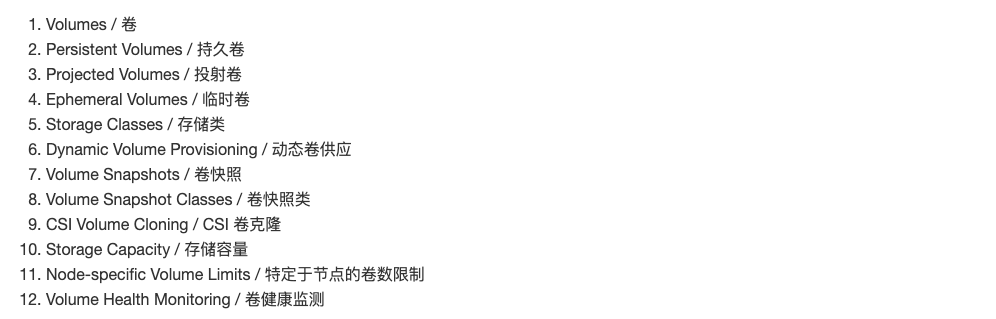 1. Volumes / 卷
2. Persistent Volumes / 持久卷
3. Projected Volumes / 投射卷
4. Ephemeral Volumes / 临时卷
5. Storage Classes / 存储类
6. Dynamic Volume Provisioning / 动态卷供应
7. Volume Snapshots / 卷快照
8. Volume Snapshot Classes / 卷快照类
9. CSI Volume Cloning / CSI 卷克隆
10. Storage Capacity / 存储容量
11. Node-specific Volume Limits / 特定于节点的卷数限制
12. Volume Health Monitoring / 卷健康监测